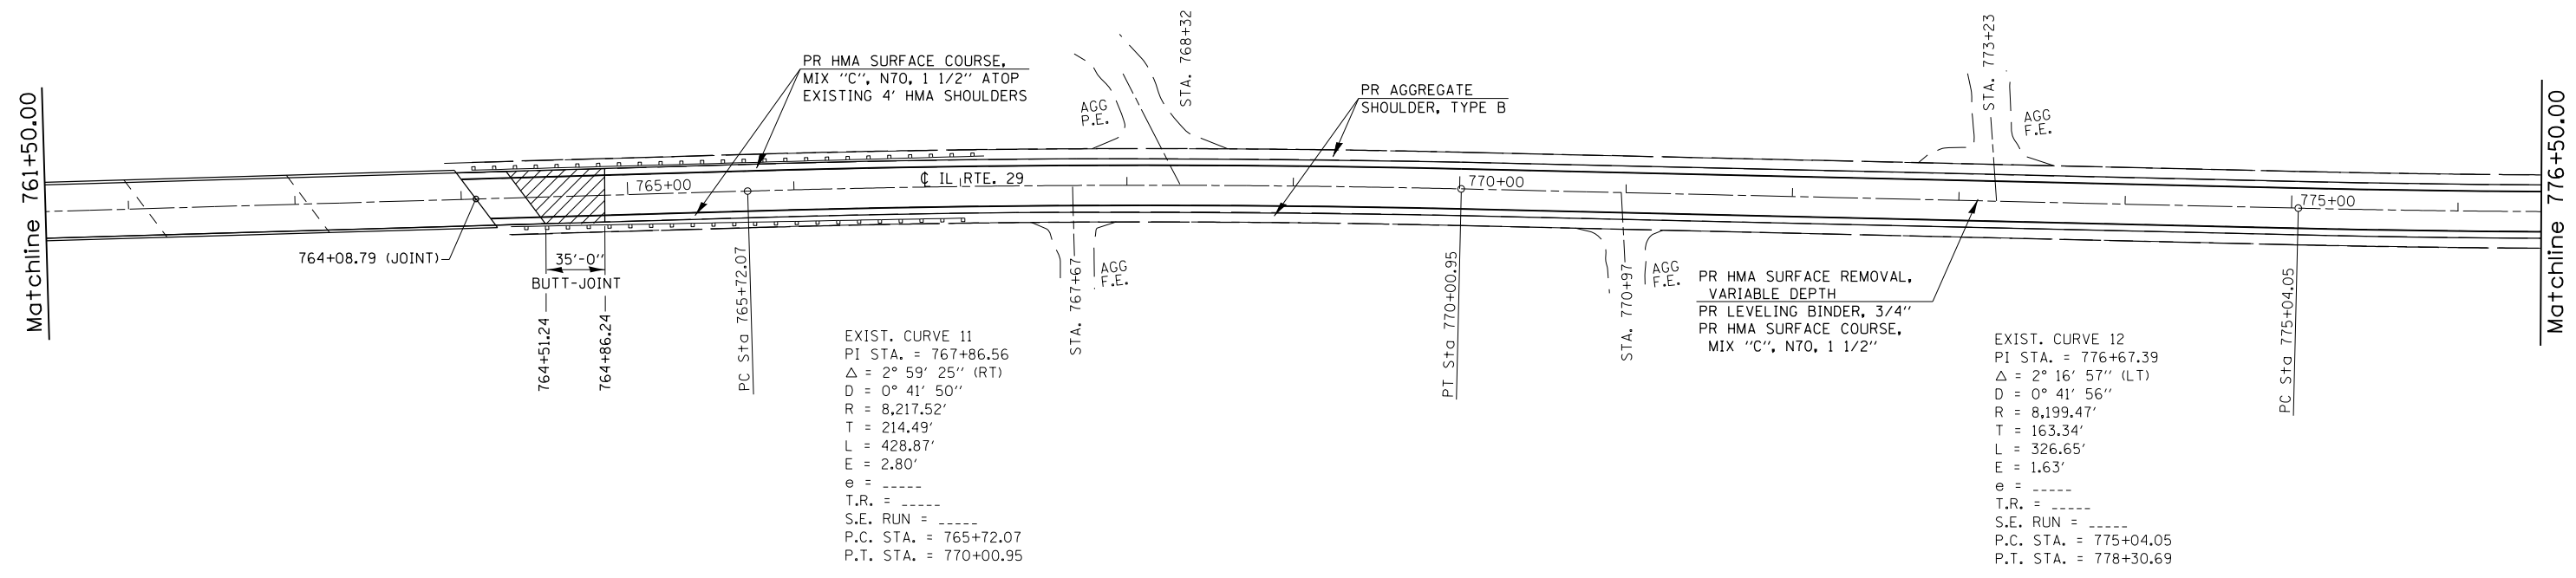 Matchline 761+50.00
764+08.79 (JOINT)
35'-0"
BUTT-JOINT
764+51.24
764+86.24
765+00
PR HMA SURFACE COURSE,
MIX "C", N70, 1 1/2" ATOP
EXISTING 4' HMA SHOULDERS
PC Sta 765+72.07
℄ IL RTE. 29
AGG
P.E.
STA. 768+32
STA. 767+67
AGG
F.E.
PR AGGREGATE
SHOULDER, TYPE B
770+00
PT Sta 770+00.95
STA. 770+97
AGG
F.E.
PR HMA SURFACE REMOVAL,
VARIABLE DEPTH
PR LEVELING BINDER, 3/4"
PR HMA SURFACE COURSE,
MIX "C", N70, 1 1/2"
STA. 773+23
AGG
F.E.
775+00
PC Sta 775+04.05
Matchline 776+50.00
EXIST. CURVE 11
PI STA. = 767+86.56
Δ = 2° 59' 25" (RT)
D = 0° 41' 50"
R = 8,217.52'
T = 214.49'
L = 428.87'
E = 2.80'
e = _____
T.R. = _____
S.E. RUN = _____
P.C. STA. = 765+72.07
P.T. STA. = 770+00.95
EXIST. CURVE 12
PI STA. = 776+67.39
Δ = 2° 16' 57" (LT)
D = 0° 41' 56"
R = 8,199.47'
T = 163.34'
L = 326.65'
E = 1.63'
e = _____
T.R. = _____
S.E. RUN = _____
P.C. STA. = 775+04.05
P.T. STA. = 778+30.69